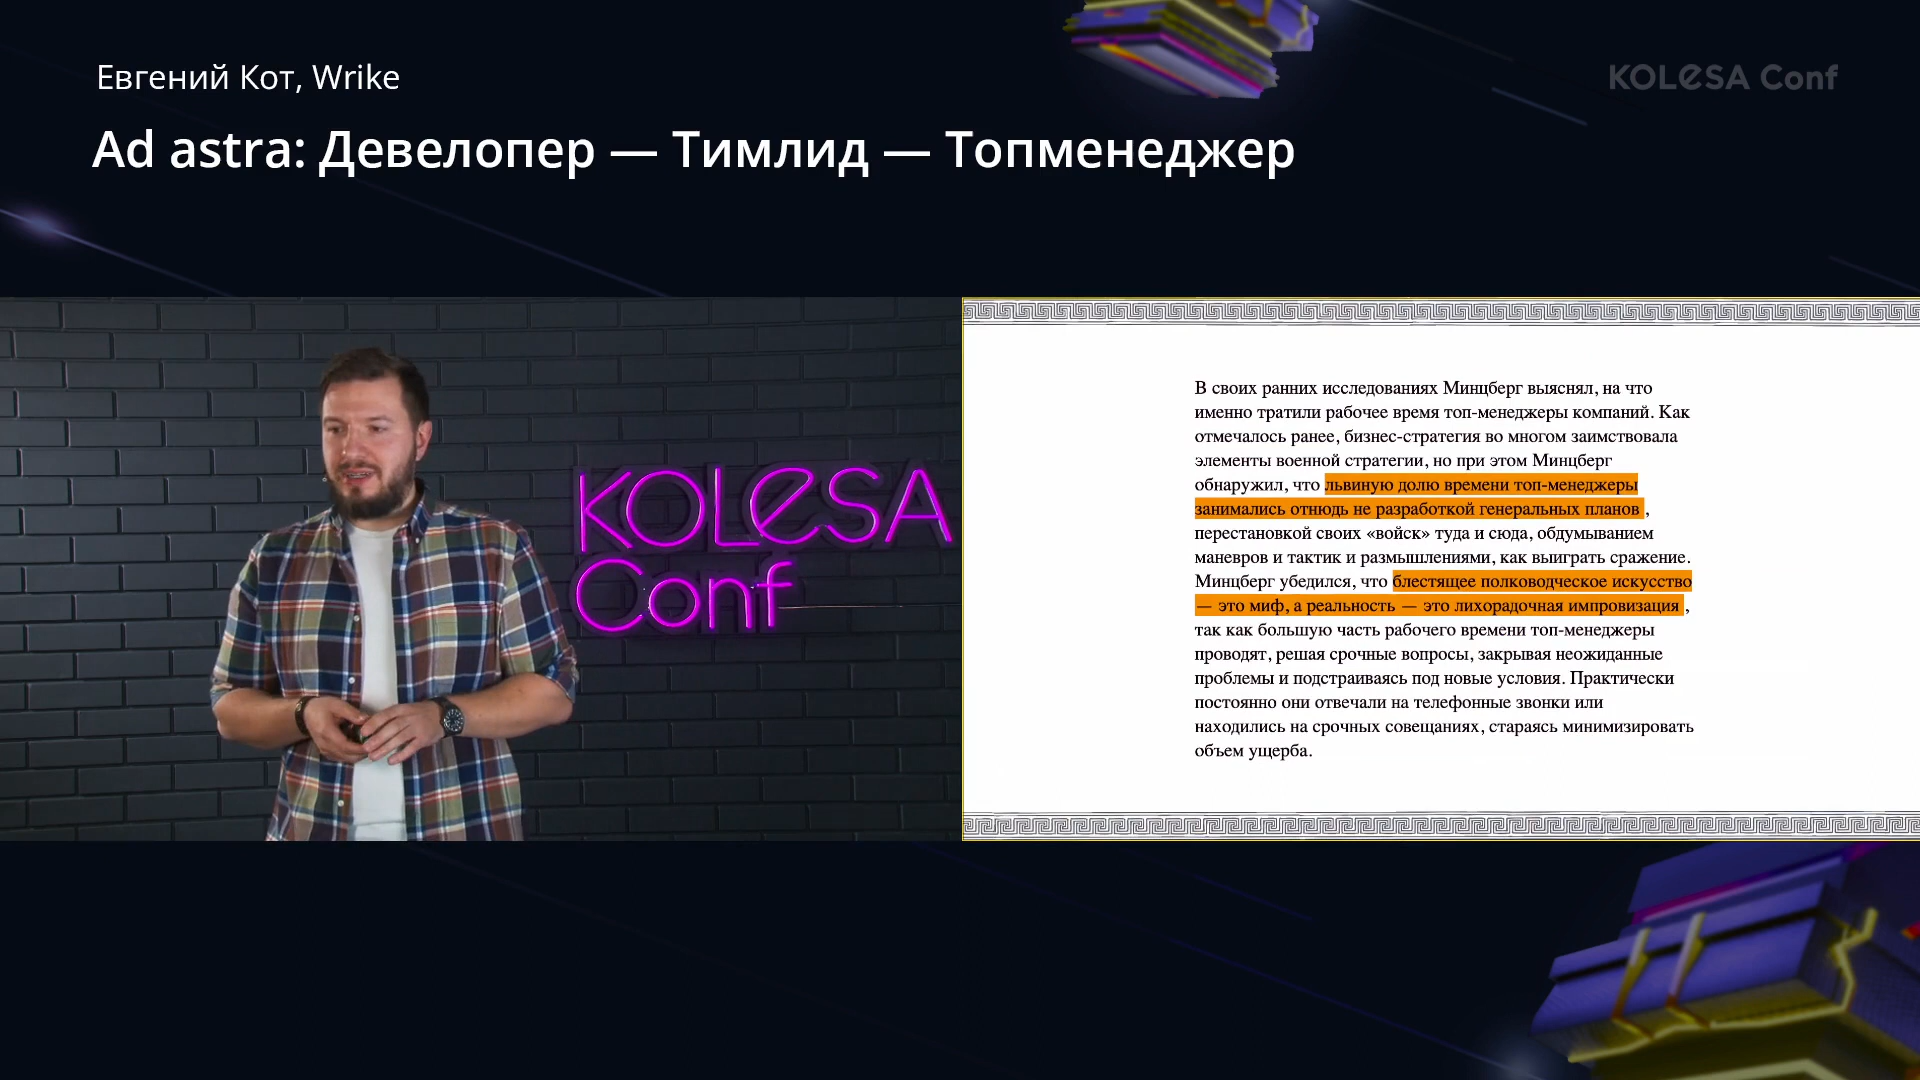 Евгений Кот, Wrike
KOLESA Conf
Ad astra: Девелопер — Тимлид — Топменеджер
KOLESA
Conf
В своих ранних исследованиях Минцберг выяснял, на что
именно тратили рабочее время топ-менеджеры компаний. Как
отмечалось ранее, бизнес-стратегия во многом заимствовала
элементы военной стратегии, но при этом Минцберг
обнаружил, что львиную долю времени топ-менеджеры
занимались отнюдь не разработкой генеральных планов ,
перестановкой своих «войск» туда и сюда, обдумыванием
маневров и тактик и размышлениями, как выиграть сражение.
Минцберг убедился, что блестящее полководческое искусство
— это миф, а реальность — это лихорадочная импровизация ,
так как большую часть рабочего времени топ-менеджеры
проводят, решая срочные вопросы, закрывая неожиданные
проблемы и подстраиваясь под новые условия. Практически
постоянно они отвечали на телефонные звонки или
находились на срочных совещаниях, стараясь минимизировать
объем ущерба.